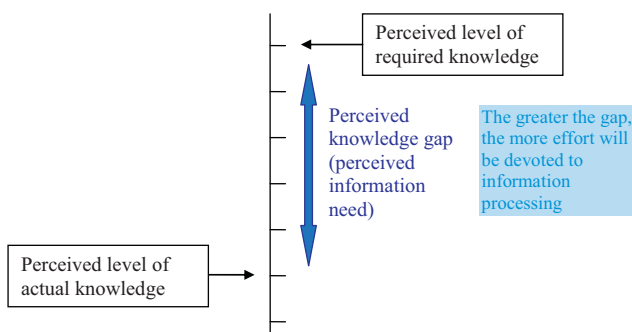 Perceived level of
required knowledge
Perceived
knowledge gap
(perceived
information
need)
The greater the gap,
the more effort will
be devoted to
information
processing
Perceived level of
actual knowledge